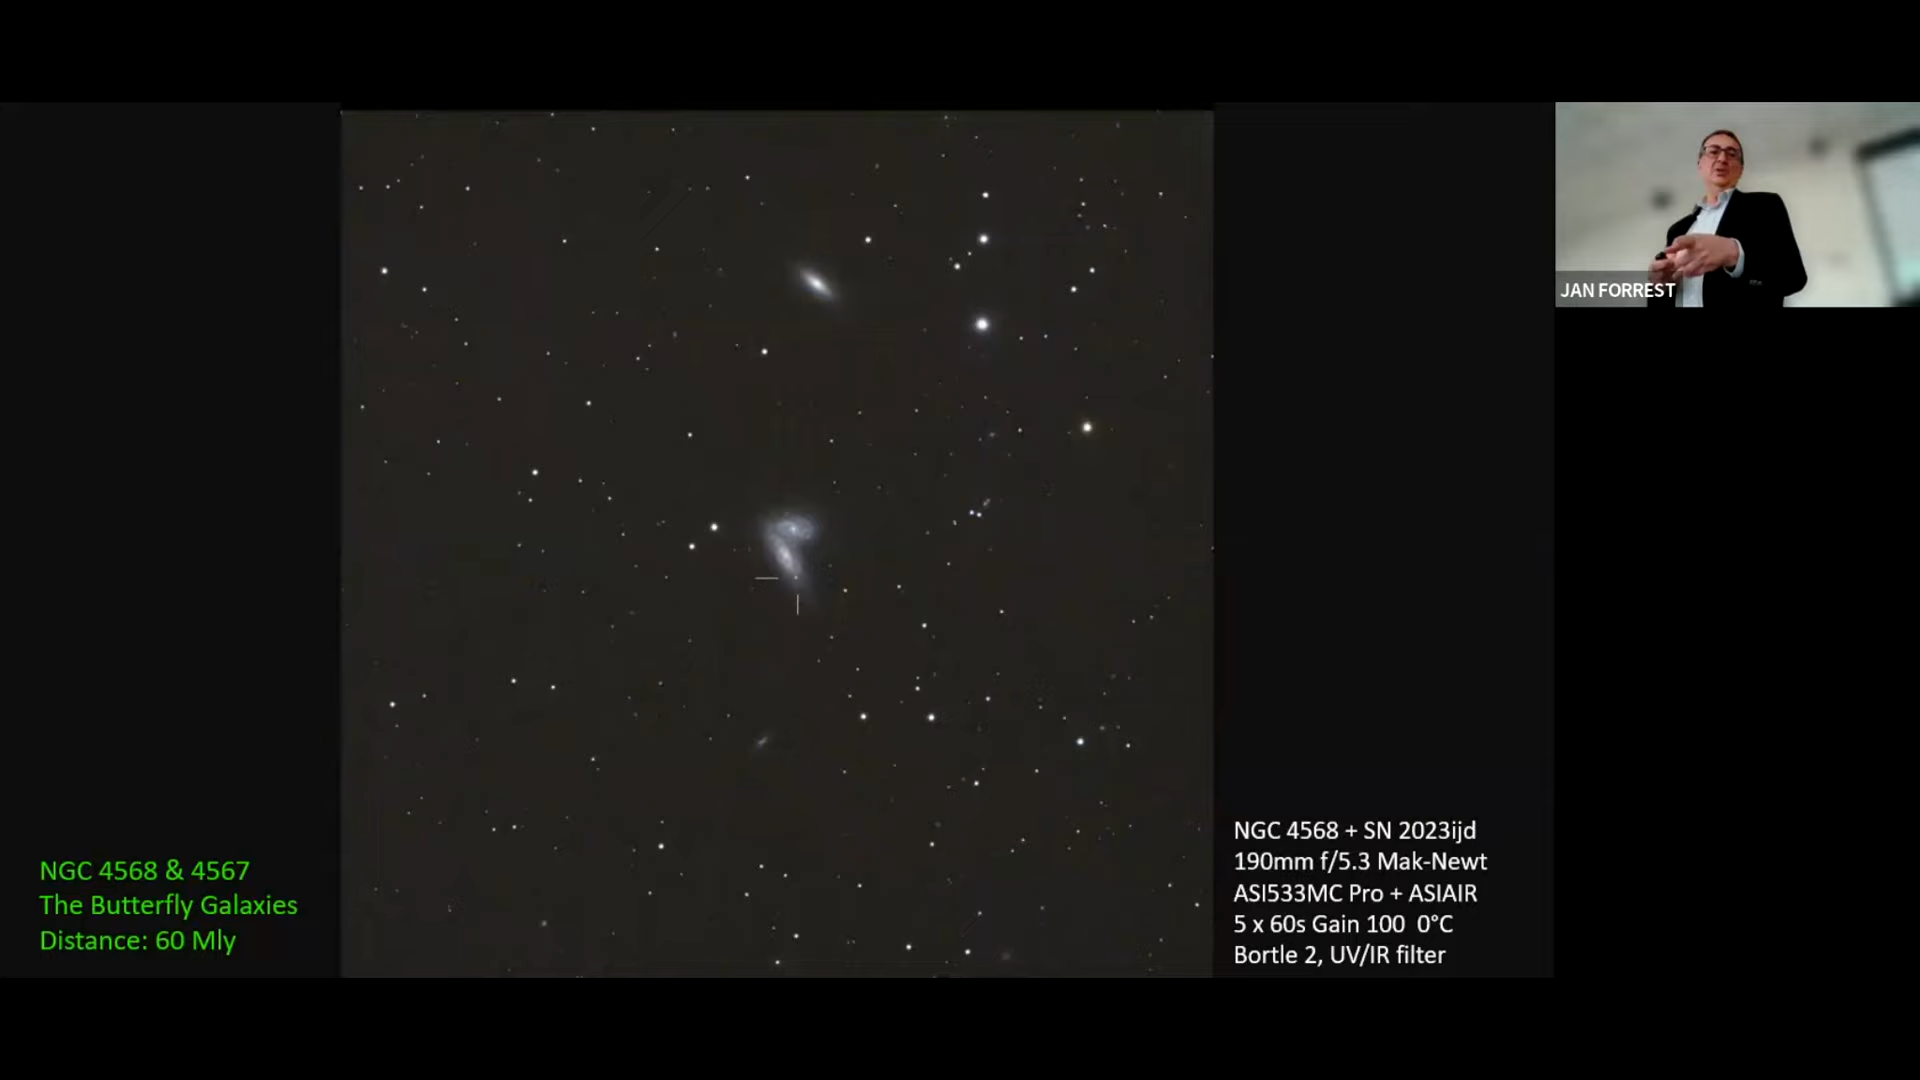 JAN FORREST
NGC 4568 & 4567
The Butterfly Galaxies
Distance: 60 Mly
NGC 4568 + SN 2023ijd
190mm f/5.3 Mak-Newt
ASI533MC Pro + ASIAIR
5 x 60s Gain 100  0°C
Bortle 2, UV/IR filter